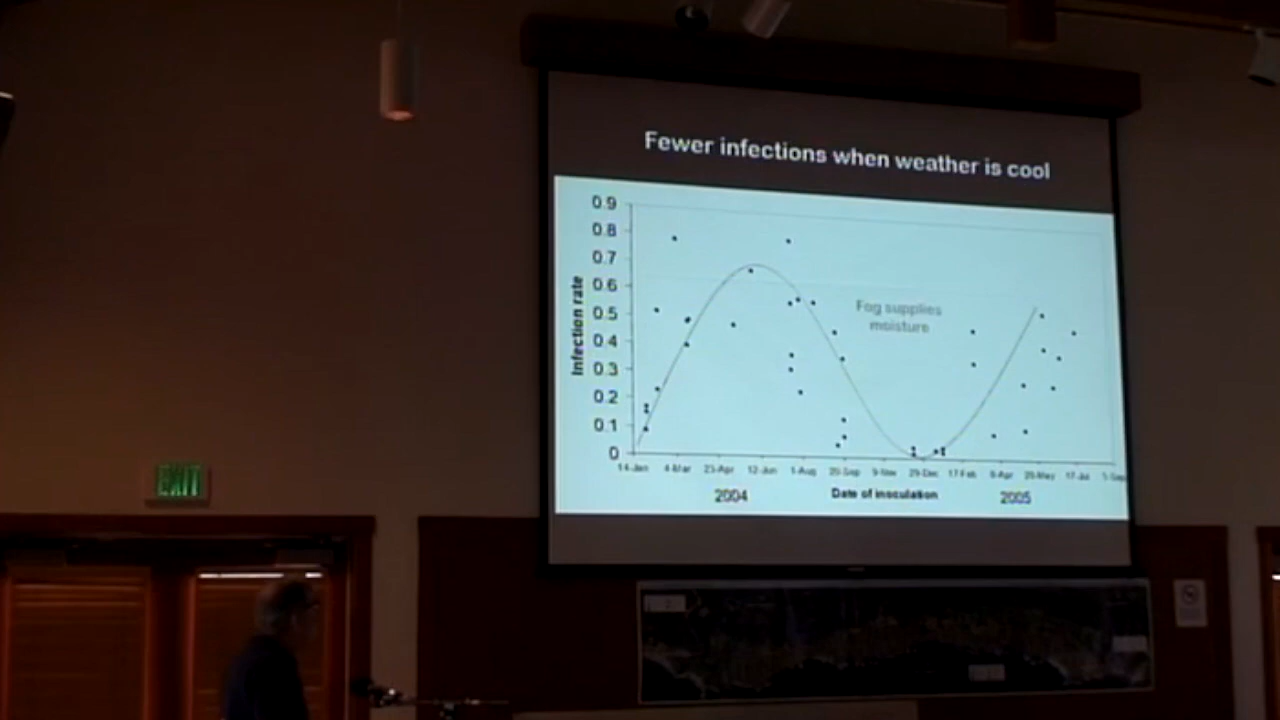 Fewer infections when weather is cool
0.9
0.8
0.7
0.6
0.5
0.4
0.3
0.2
0.1
0
Infection rate
Fog supplies
moisture
14-Jan 4-Mar 23-Apr 12-Jun 1-Aug 20-Sep 9-Nov 29-Dec 17-Feb 8-Apr 28-May 17-Jul 5-Sep
2004 Date of inoculation 2005
EXIT